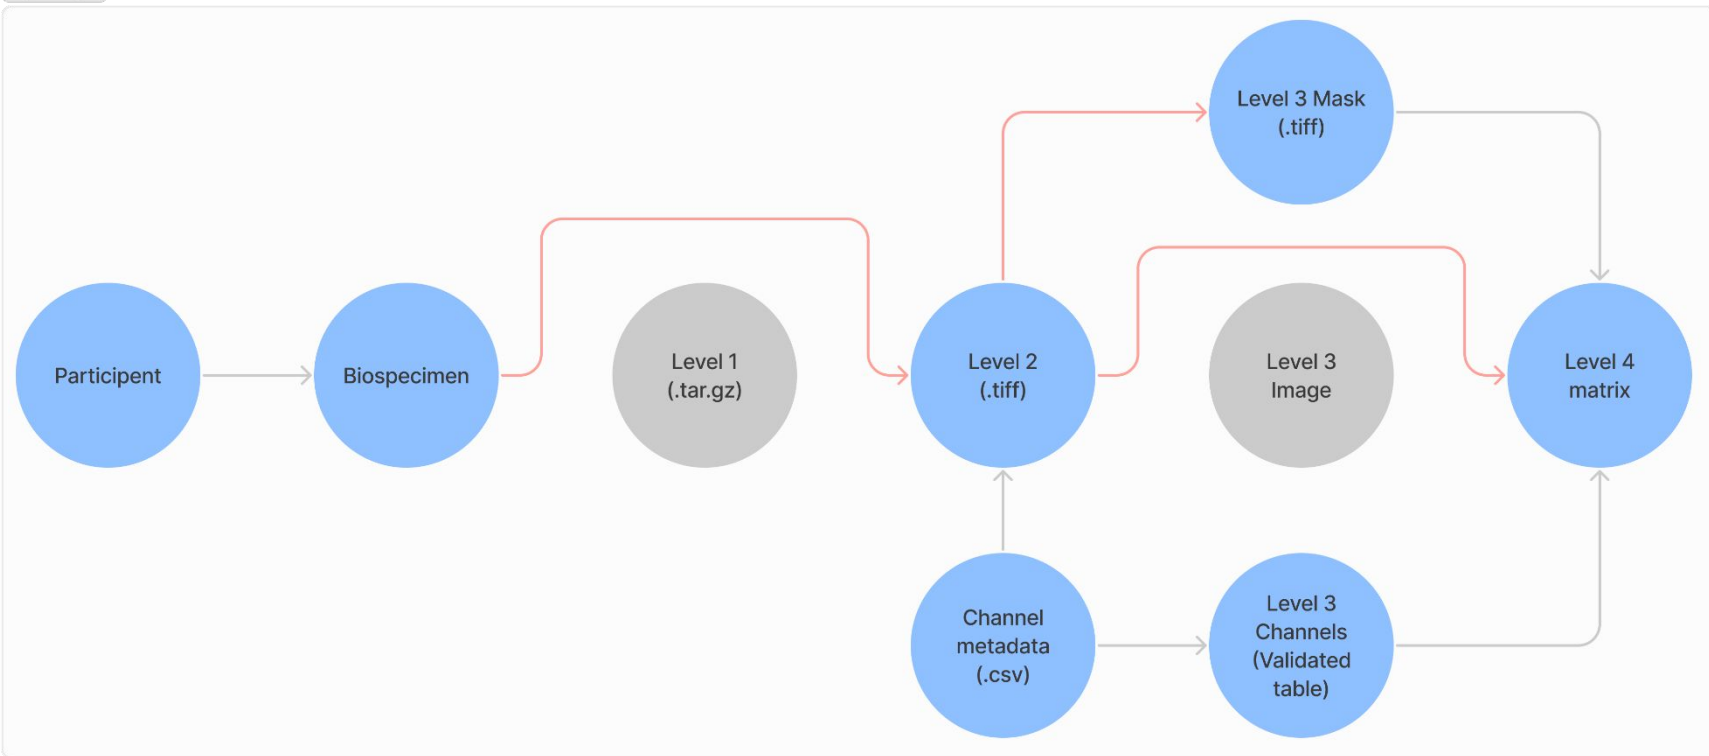 Level 3 Mask
(.tiff)
Participent
Biospecimen
Level 1
(.tar.gz)
Level 2
(.tiff)
Level 3
Image
Level 4
matrix
Channel
metadata
(.csv)
Level 3
Channels
(Validated
table)